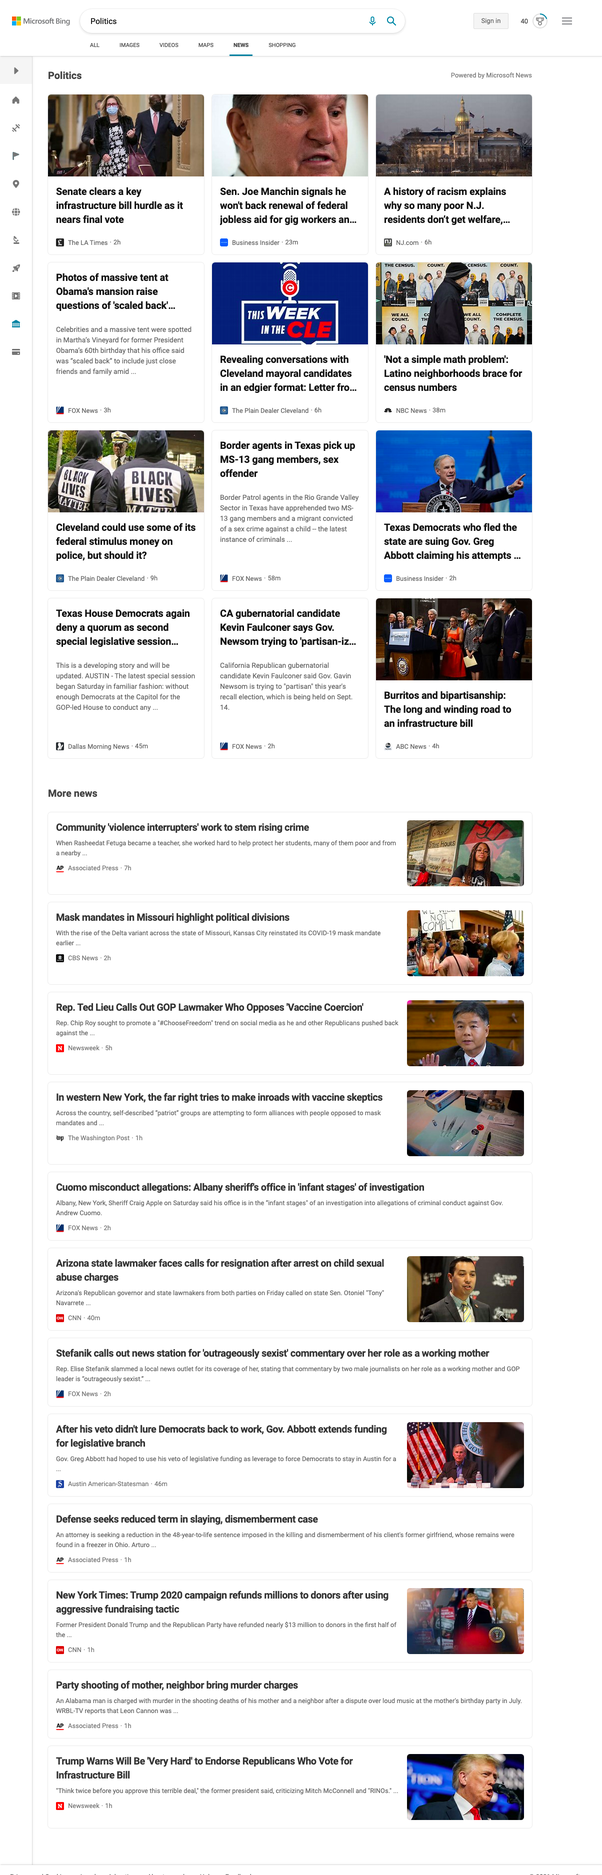 Microsoft Bing
Politics
Sign in
40
ALL
IMAGES
VIDEOS
MAPS
NEWS
SHOPPING
Politics
Powered by Microsoft News
Senate clears a key
infrastructure bill hurdle as it
nears final vote
The LA Times · 2h
Sen. Joe Manchin signals he
won't back renewal of federal
jobless aid for gig workers an...
Business Insider · 23m
A history of racism explains
why so many poor N.J.
residents don't get welfare,...
NJ.com · 6h
Photos of massive tent at
Obama's mansion raise
questions of 'scaled back'...
Celebrities and a massive tent were spotted
in Martha's Vineyard for former President
Obama's 60th birthday that his office said
was "scaled back" to include just close
friends and family amid ...
FOX News · 3h
THIS WEEK
IN THE CLE
Revealing conversations with
Cleveland mayoral candidates
in an edgier format: Letter fro...
The Plain Dealer Cleveland · 6h
WE ALL
COUNT.
COMPLETE
THE CENSUS.
'Not a simple math problem':
Latino neighborhoods brace for
census numbers
NBC News · 38m
BLACK
LIVES
MATTER
BLACK
LIVES
MATTER
Cleveland could use some of its
federal stimulus money on
police, but should it?
The Plain Dealer Cleveland · 9h
Border agents in Texas pick up
MS-13 gang members, sex
offender
Border Patrol agents in the Rio Grande Valley
Sector in Texas have apprehended two MS-
13 gang members and a migrant convicted
of a sex crime against a child – the latest
instance of criminals ...
FOX News · 58m
Texas Democrats who fled the
state are suing Gov. Greg
Abbott claiming his attempts ...
Business Insider · 2h
Texas House Democrats again
deny a quorum as second
special legislative session...
This is a developing story and will be
updated. AUSTIN - The latest special session
began Saturday in familiar fashion: without
enough Democrats at the Capitol for the
GOP-led House to conduct any ...
Dallas Morning News · 45m
CA gubernatorial candidate
Kevin Faulconer says Gov.
Newsom trying to 'partisan-iz...
California Republican gubernatorial
candidate Kevin Faulconer said Gov. Gavin
Newsom is trying to "partisan" this year's
recall election, which is being held on Sept.
14.
FOX News · 2h
Burritos and bipartisanship:
The long and winding road to
an infrastructure bill
ABC News · 4h
More news
Community 'violence interrupters' work to stem rising crime
When Rasheedat Fetuga became a teacher, she worked hard to help protect her students, many of them poor and from
a nearby ...
AP Associated Press · 7h
Mask mandates in Missouri highlight political divisions
With the rise of the Delta variant across the state of Missouri, Kansas City reinstated its COVID-19 mask mandate
earlier ...
CBS News · 2h
NOT
COMPLY
Rep. Ted Lieu Calls Out GOP Lawmaker Who Opposes 'Vaccine Coercion'
Rep. Chip Roy sought to promote a "#ChooseFreedom" trend on social media as he and other Republicans pushed back
against the ...
N Newsweek · 5h
In western New York, the far right tries to make inroads with vaccine skeptics
Across the country, self-described "patriot" groups are attempting to form alliances with people opposed to mask
mandates and ...
wp The Washington Post · 1h
Cuomo misconduct allegations: Albany sheriff's office in 'infant stages' of investigation
Albany, New York, Sheriff Craig Apple on Saturday said his office is in the "infant stages" of an investigation into allegations of criminal conduct against Gov.
Andrew Cuomo.
FOX News · 2h
Arizona state lawmaker faces calls for resignation after arrest on child sexual
abuse charges
Arizona's Republican governor and state lawmakers from both parties on Friday called on state Sen. Otoniel "Tony"
Navarrete ...
CNN CNN · 40m
Stefanik calls out news station for 'outrageously sexist' commentary over her role as a working mother
Rep. Elise Stefanik slammed a local news outlet for its coverage of her, stating that commentary by two male journalists on her role as a working mother and GOP
leader is "outrageously sexist." ...
FOX News · 2h
After his veto didn't lure Democrats back to work, Gov. Abbott extends funding
for legislative branch
Gov. Greg Abbott had hoped to use his veto of legislative funding as leverage to force Democrats to stay in Austin for a
...
Austin American-Statesman · 46m
Defense seeks reduced term in slaying, dismemberment case
An attorney is seeking a reduction in the 48-year-to-life sentence imposed in the killing and dismemberment of his client's former girlfriend, whose remains were
found in a freezer in Ohio. Arturo ...
AP Associated Press · 1h
New York Times: Trump 2020 campaign refunds millions to donors after using
aggressive fundraising tactic
Former President Donald Trump and the Republican Party have refunded nearly $13 million to donors in the first half of
the ...
CNN CNN · 1h
Party shooting of mother, neighbor bring murder charges
An Alabama man is charged with murder in the shooting deaths of his mother and a neighbor after a dispute over loud music at the mother's birthday party in July.
WRBL-TV reports that Leon Cannon was ...
AP Associated Press · 1h
Trump Warns Will Be 'Very Hard' to Endorse Republicans Who Vote for
Infrastructure Bill
"Think twice before you approve this terrible deal," the former president said, criticizing Mitch McConnell and "RINOs." ...
N Newsweek · 1h